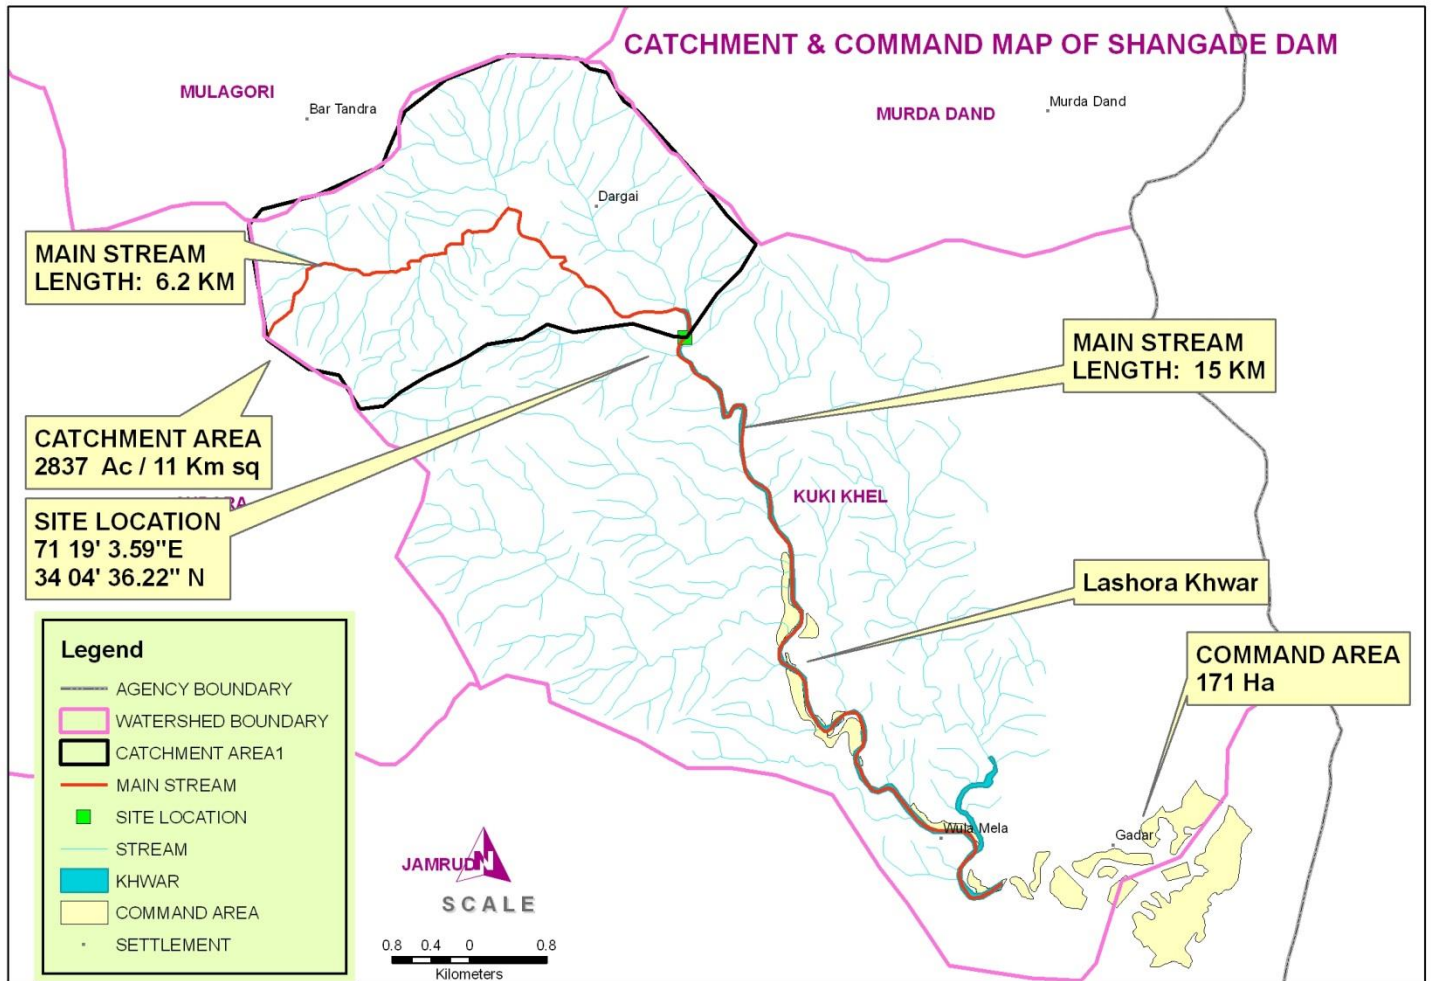 CATCHMENT & COMMAND MAP OF SHANGADE DAM
MULAGORI
Bar Tandra
MURDA DAND
Murda Dand
Dargai
MAIN STREAM
LENGTH: 6.2 KM
MAIN STREAM
LENGTH: 15 KM
CATCHMENT AREA
2837 Ac / 11 Km sq
KUKI KHEL
SITE LOCATION
71 19' 3.59"E
34 04' 36.22" N
Lashora Khwar
COMMAND AREA
171 Ha
Legend
AGENCY BOUNDARY
WATERSHED BOUNDARY
CATCHMENT AREA1
MAIN STREAM
SITE LOCATION
STREAM
KHWAR
COMMAND AREA
SETTLEMENT
Wula Mela
Gadar
JAMRUD
N
SCALE
0.8 0.4 0 0.8
Kilometers